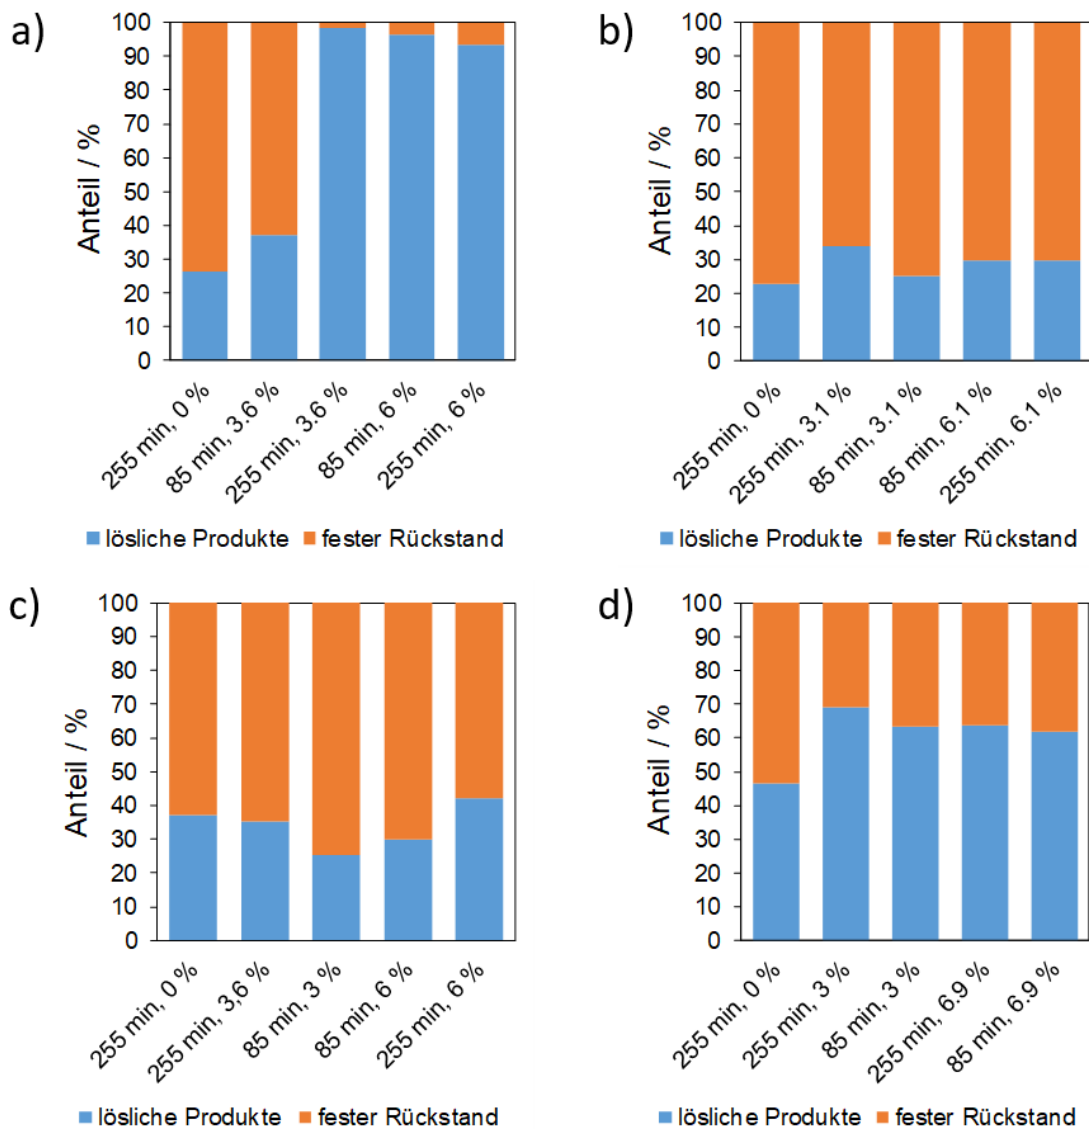 a)
Anteil / %
100
90
80
70
60
50
40
30
20
10
0
255 min, 0 %
85 min, 3.6 %
255 min, 3.6 %
85 min, 6 %
255 min, 6 %
lösliche Produkte fester Rückstand
b)
Anteil / %
100
90
80
70
60
50
40
30
20
10
0
255 min, 0 %
255 min, 3.1 %
85 min, 3.1 %
85 min, 6.1 %
255 min, 6.1 %
lösliche Produkte fester Rückstand
c)
Anteil / %
100
90
80
70
60
50
40
30
20
10
0
255 min, 0 %
255 min, 3,6 %
85 min, 3 %
85 min, 6 %
255 min, 6 %
lösliche Produkte fester Rückstand
d)
Anteil / %
100
90
80
70
60
50
40
30
20
10
0
255 min, 0 %
255 min, 3 %
85 min, 3 %
255 min, 6.9 %
85 min, 6.9 %
lösliche Produkte fester Rückstand